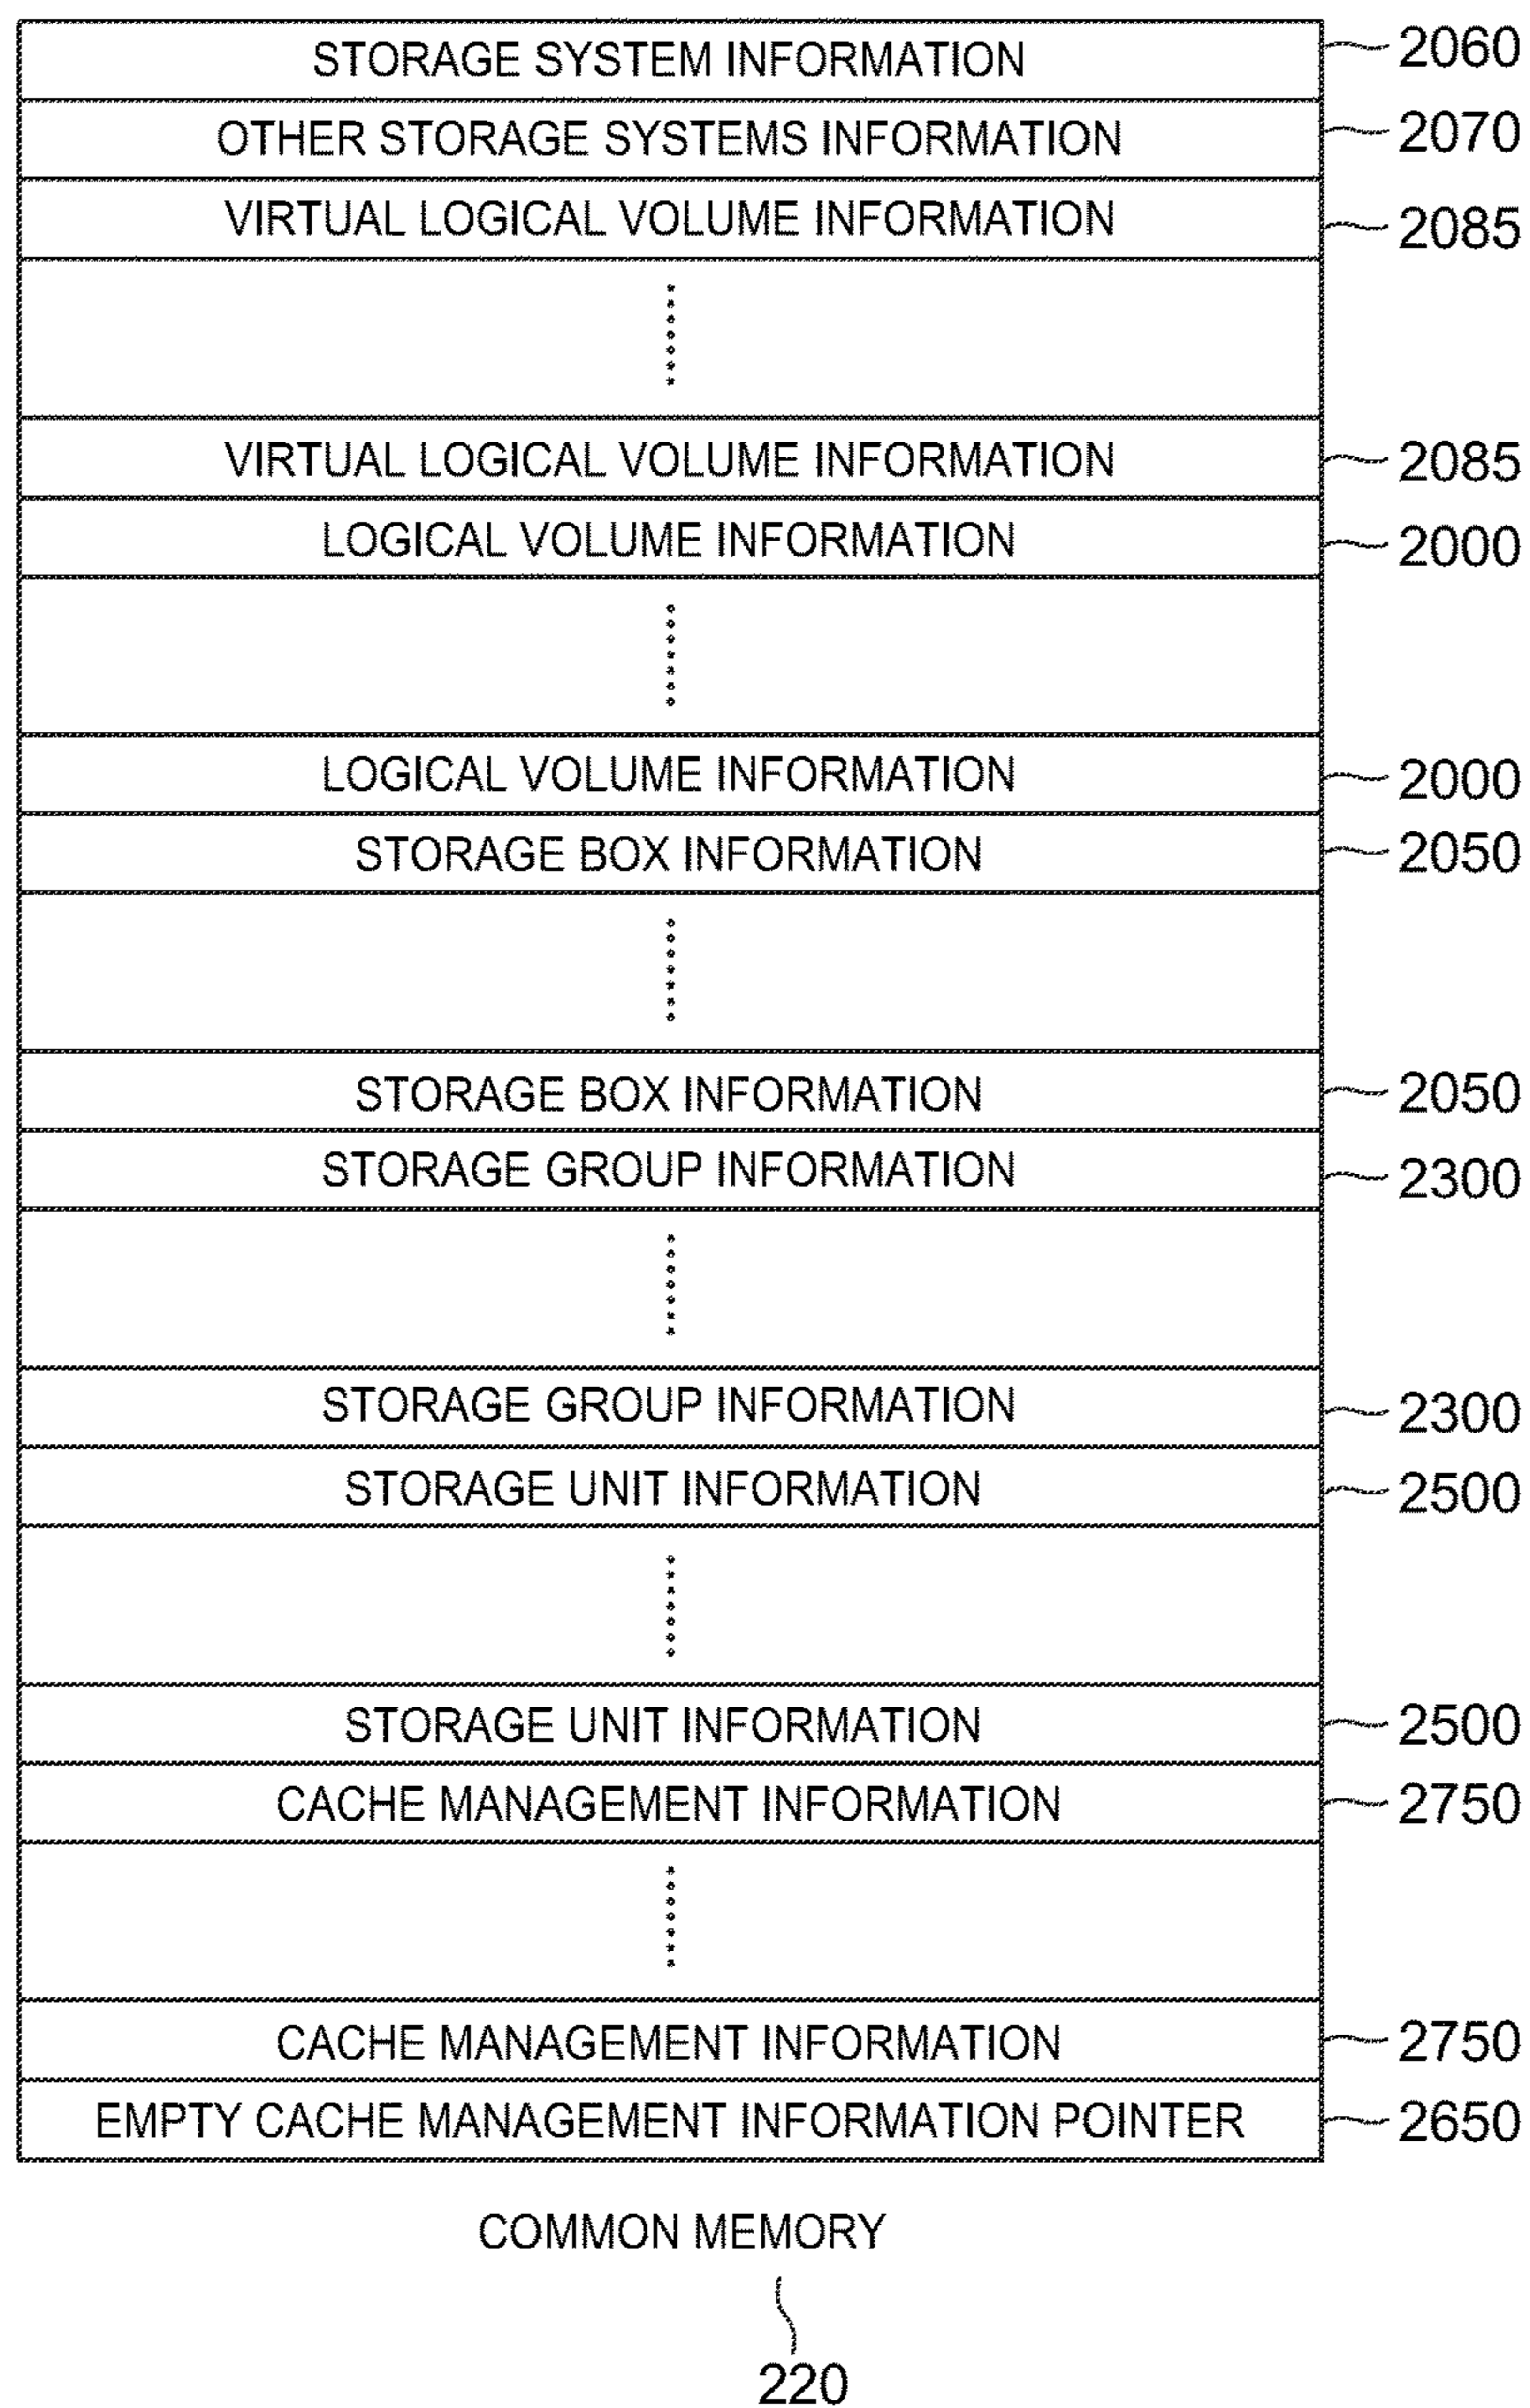 STORAGE SYSTEM INFORMATION 2060
OTHER STORAGE SYSTEMS INFORMATION 2070
VIRTUAL LOGICAL VOLUME INFORMATION 2085
VIRTUAL LOGICAL VOLUME INFORMATION 2085
LOGICAL VOLUME INFORMATION 2000
LOGICAL VOLUME INFORMATION 2000
STORAGE BOX INFORMATION 2050
STORAGE BOX INFORMATION 2050
STORAGE GROUP INFORMATION 2300
STORAGE GROUP INFORMATION 2300
STORAGE UNIT INFORMATION 2500
STORAGE UNIT INFORMATION 2500
CACHE MANAGEMENT INFORMATION 2750
CACHE MANAGEMENT INFORMATION 2750
EMPTY CACHE MANAGEMENT INFORMATION POINTER 2650
COMMON MEMORY
220